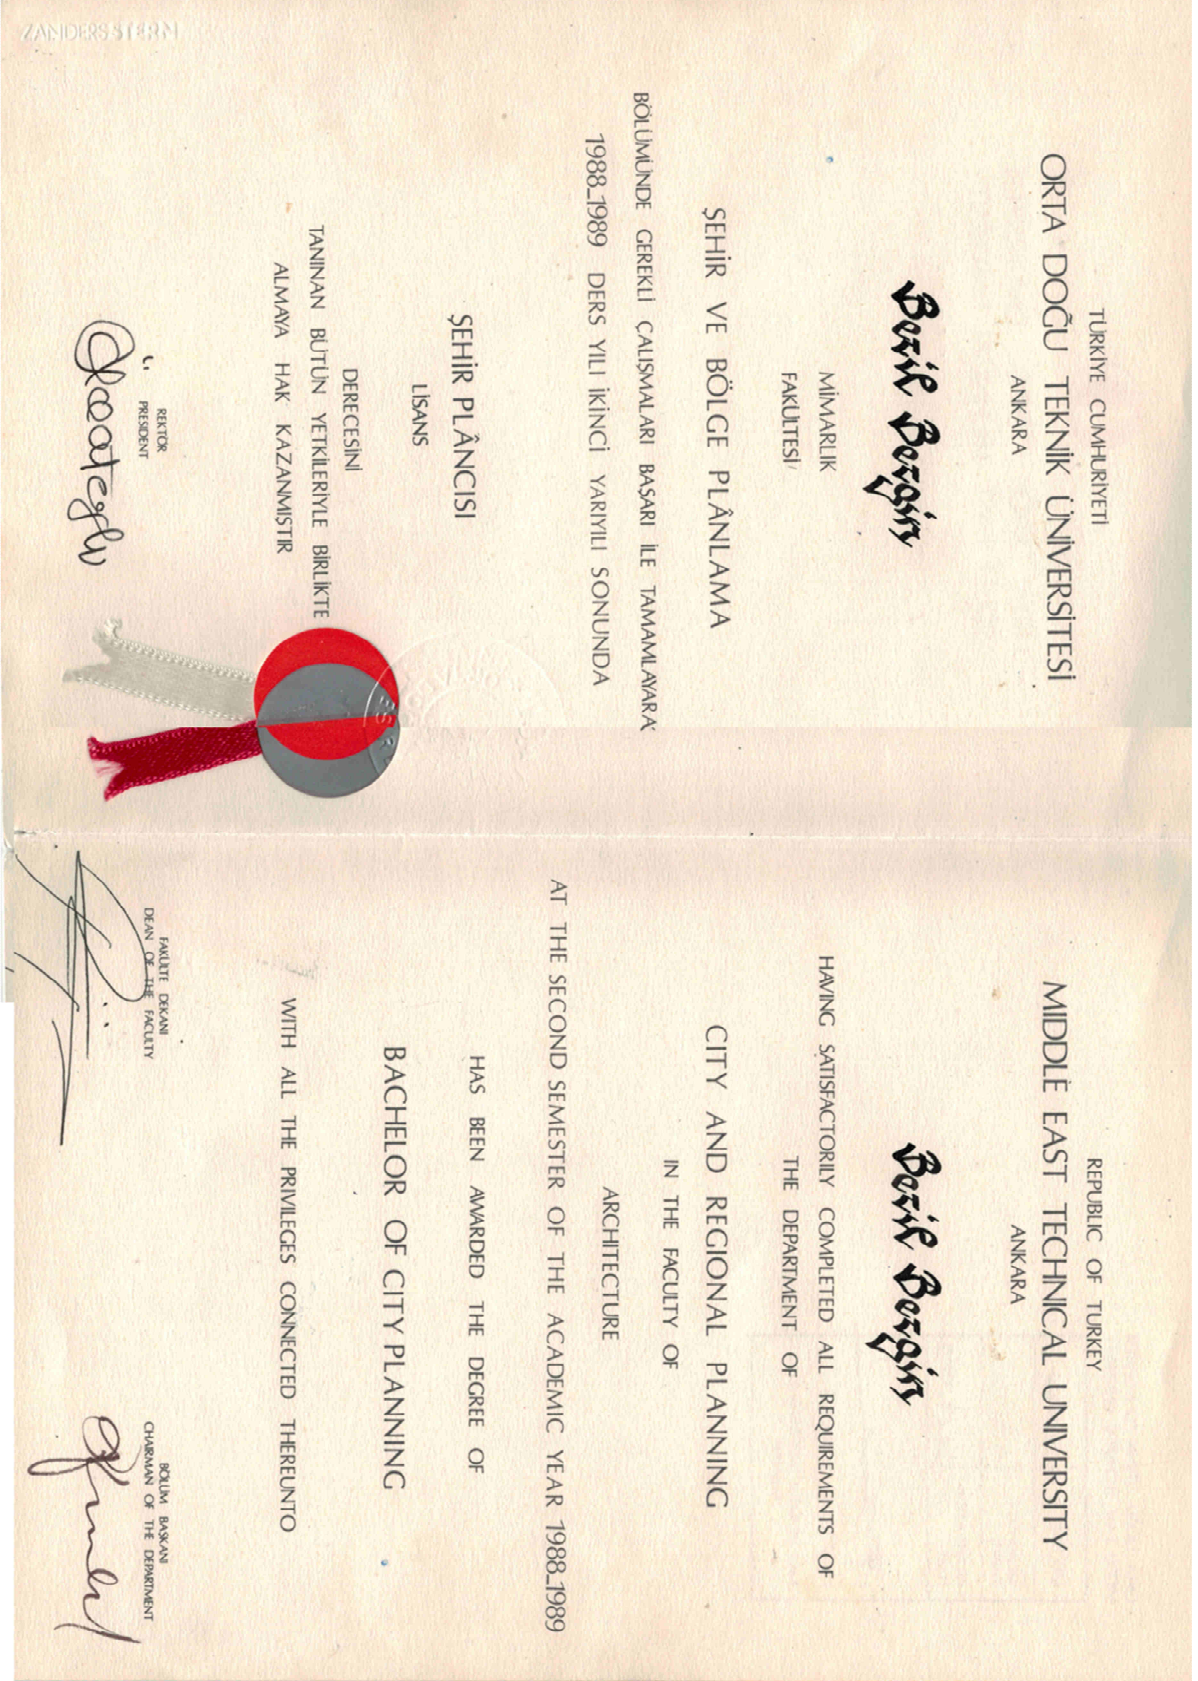 ZANDERS STERN
TÜRKİYE CUMHURİYETİ
ORTA DOĞU TEKNİK ÜNİVERSİTESİ
ANKARA
Bezil Bezgin
MİMARLIK
FAKÜLTESİ
ŞEHİR VE BÖLGE PLÂNLAMA
BÖLÜMÜNDE GEREKLİ ÇALIŞMALARI BAŞARI İLE TAMAMLAYARA
1988_1989 DERS YILI İKİNCİ YARIYILI SONUNDA
ŞEHİR PLÂNCISI
LİSANS
DERECESİNİ
TANINAN BÜTÜN YETKİLERİYLE BİRLİKTE
ALMAYA HAK KAZANMIŞTIR
REKTÖR
PRESIDENT
REPUBLIC OF TURKEY
MIDDLE EAST TECHNICAL UNIVERSITY
ANKARA
Bezil Bezgin
HAVING SATISFACTORILY COMPLETED ALL REQUIREMENTS OF
THE DEPARTMENT OF
CITY AND REGIONAL PLANNING
IN THE FACULTY OF
ARCHITECTURE
AT THE SECOND SEMESTER OF THE ACADEMIC YEAR 1988_1989
HAS BEEN AWARDED THE DEGREE OF
BACHELOR OF CITY PLANNING
WITH ALL THE PRIVILEGES CONNECTED THEREUNTO
FAKÜLTE DEKANI
DEAN OF THE FACULTY
BÖLÜM BAŞKANI
CHAIRMAN OF THE DEPARTMENT